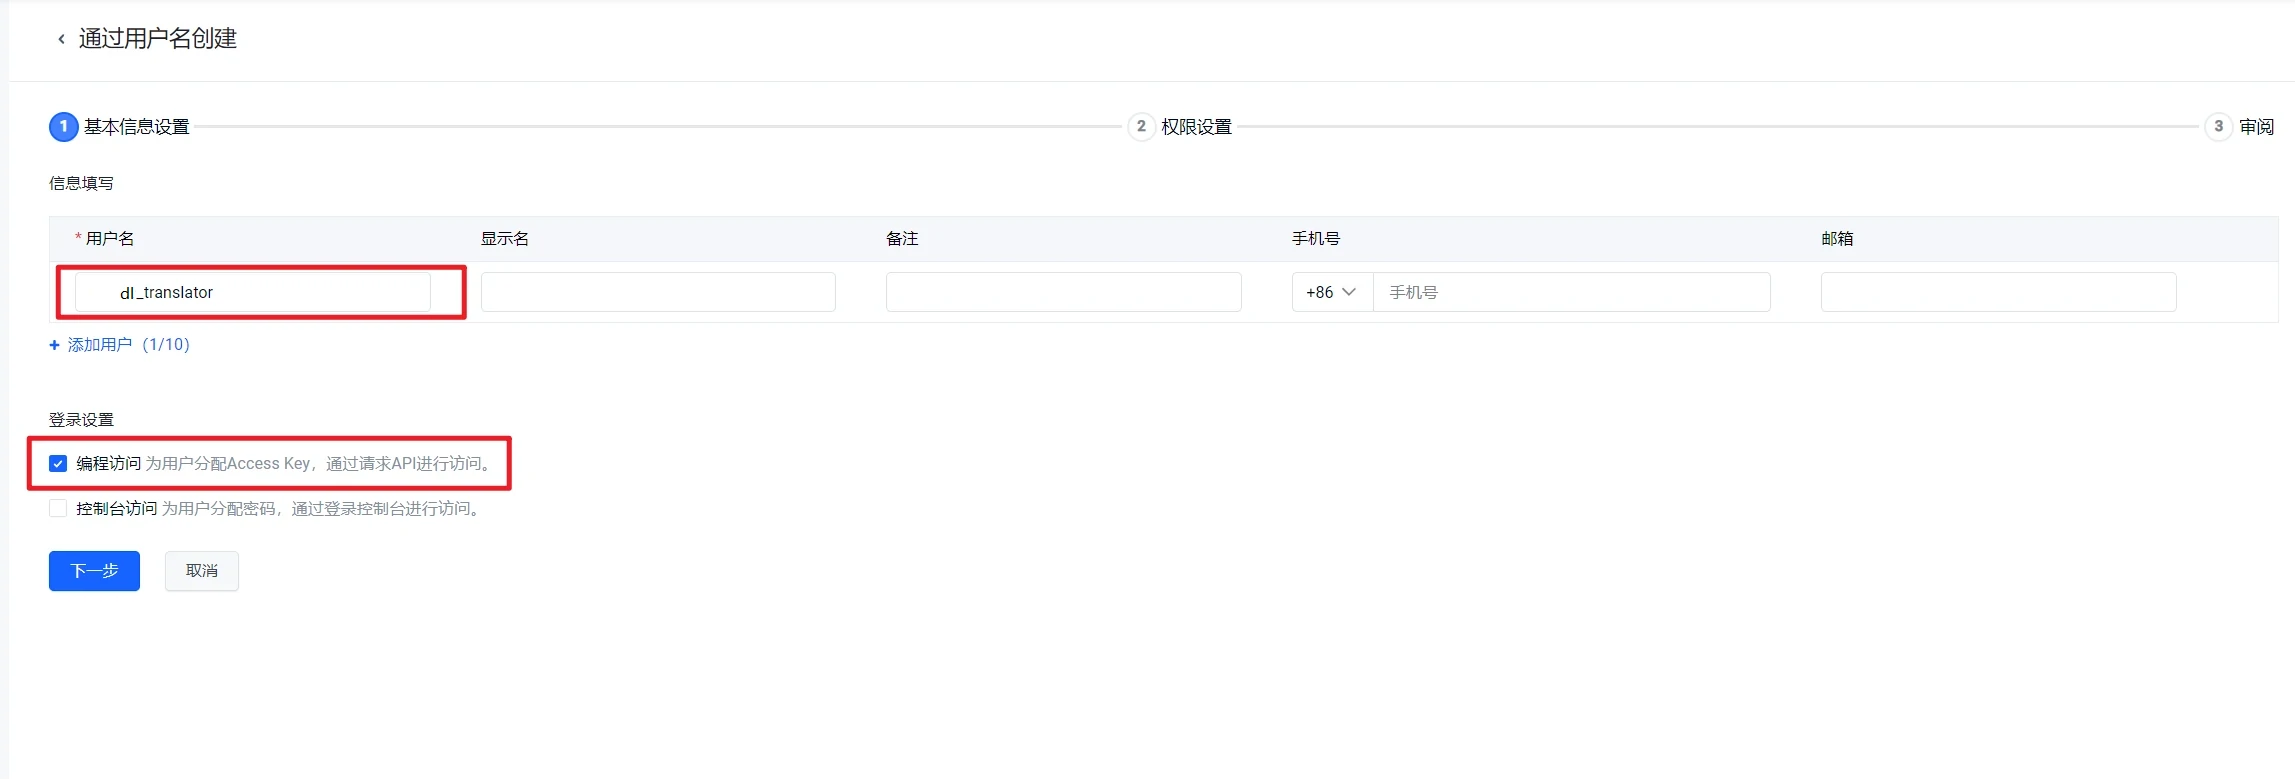 通过用户名创建
1 基本信息设置 2 权限设置 3 审阅
信息填写
* 用户名 显示名 备注 手机号 邮箱
dl_translator +86 手机号
+ 添加用户 (1/10)
登录设置
编程访问 为用户分配Access Key，通过请求API进行访问。
控制台访问 为用户分配密码，通过登录控制台进行访问。
下一步 取消